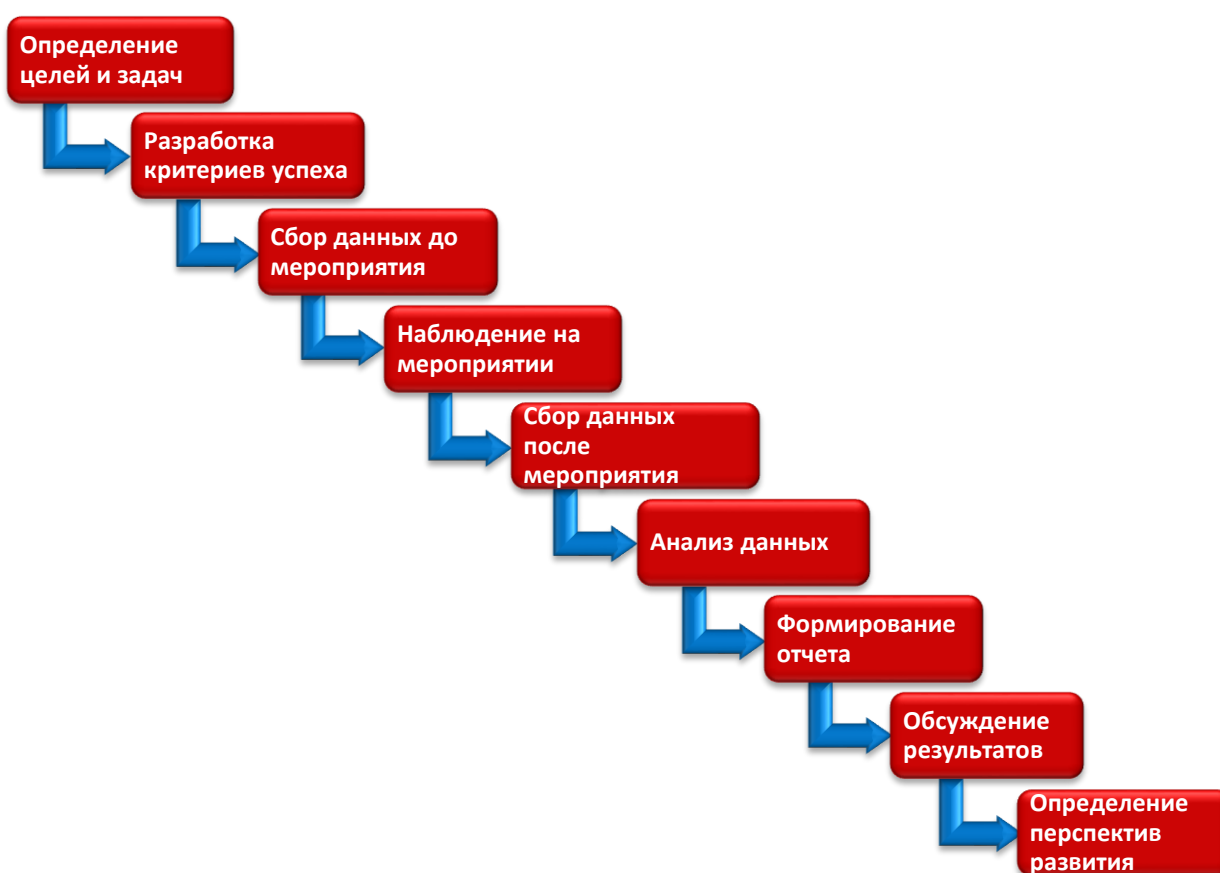 Определение
целей и задач
Разработка
критериев успеха
Сбор данных до
мероприятия
Наблюдение на
мероприятии
Сбор данных
после
мероприятия
Анализ данных
Формирование
отчета
Обсуждение
результатов
Определение
перспектив
развития